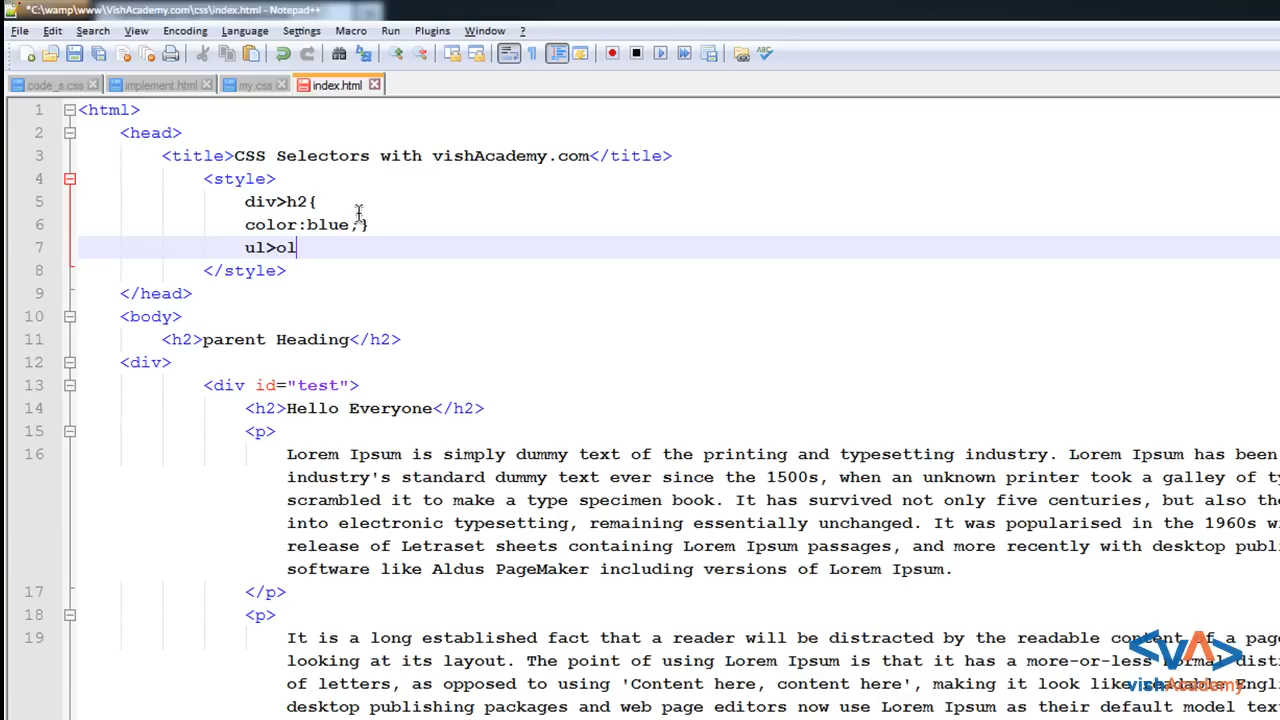 *C:\wamp\www\VishAcademy.com\css\index.html - Notepad++
File Edit Search View Encoding Language Settings Macro Run Plugins Window ?
code_s.css implement.html my.css index.html
1 <html>
2 <head>
3 <title>CSS Selectors with vishAcademy.com</title>
4 <style>
5 div>h2{
6 color:blue;}
7 ul>ol
8 </style>
9 </head>
10 <body>
11 <h2>parent Heading</h2>
12 <div>
13 <div id="test">
14 <h2>Hello Everyone</h2>
15 <p>
16 Lorem Ipsum is simply dummy text of the printing and typesetting industry. Lorem Ipsum has been
industry's standard dummy text ever since the 1500s, when an unknown printer took a galley of ty
scrambled it to make a type specimen book. It has survived not only five centuries, but also the
into electronic typesetting, remaining essentially unchanged. It was popularised in the 1960s wi
release of Letraset sheets containing Lorem Ipsum passages, and more recently with desktop publi
software like Aldus PageMaker including versions of Lorem Ipsum.
17 </p>
18 <p>
19 It is a long established fact that a reader will be distracted by the readable content of a page
looking at its layout. The point of using Lorem Ipsum is that it has a more-or-less normal dist
of letters, as opposed to using 'Content here, content here', making it look like readable Engl
desktop publishing packages and web page editors now use Lorem Ipsum as their default model tex
vishAcademy